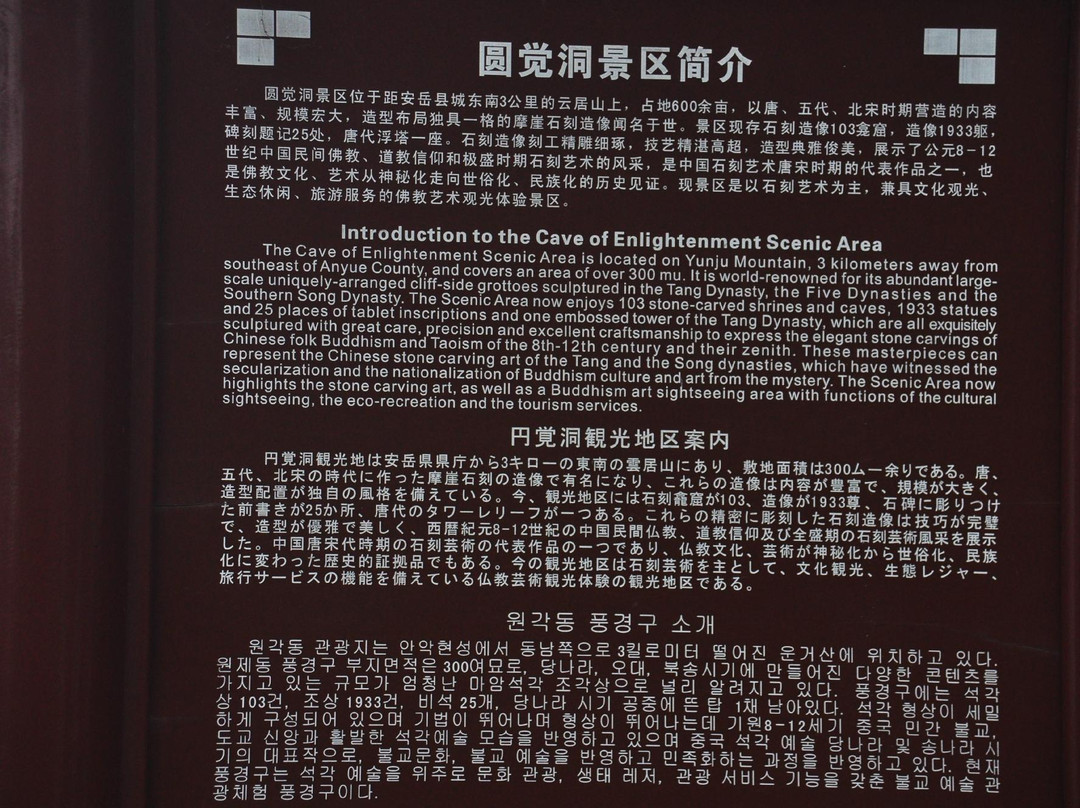 圆觉洞景区简介
圆觉洞景区位于距安岳县城东南3公里的云居山上，占地600余亩，以唐、五代、北宋时期营造的内容
丰富、规模宏大，造型布局独具一格的摩崖石刻造像闻名于世。景区现存石刻造像103龛窟，造像1933躯，
碑刻题记25处，唐代浮塔一座。石刻造像刻工精雕细琢，技艺精湛高超，造型典雅俊美，展示了公元8-12
世纪中国民间佛教、道教信仰和极盛时期石刻艺术的风采，是中国石刻艺术唐宋时期的代表作品之一，也
是佛教文化、艺术从神秘化走向世俗化、民族化的历史见证。现景区是以石刻艺术为主，兼具文化观光、
生态休闲、旅游服务的佛教艺术观光体验景区。
Introduction to the Cave of Enlightenment Scenic Area
The Cave of Enlightenment Scenic Area is located on Yunju Mountain, 3 kilometers away from
southeast of Anyue County, and covers an area of over 300 mu. It is world-renowned for its abundant large-
scale uniquely-arranged cliff-side grottoes sculptured in the Tang Dynasty, the Five Dynasties and the
Southern Song Dynasty. The Scenic Area now enjoys 103 stone-carved shrines and caves, 1933 statues
and 25 places of tablet inscriptions and one embossed tower of the Tang Dynasty, which are all exquisitely
sculptured with great care, precision and excellent craftsmanship to express the elegant stone carvings of
Chinese folk Buddhism and Taoism of the 8th-12th century and their zenith. These masterpieces can
represent the Chinese stone carving art of the Tang and the Song dynasties, which have witnessed the
secularization and the nationalization of Buddhism culture and art from the mystery. The Scenic Area now
highlights the stone carving art, as well as a Buddhism art sightseeing area with functions of the cultural
sightseeing, the eco-recreation and the tourism services.
円覚洞観光地区案内
円覚洞観光地は安岳県県庁から3キローの東南の雲居山にあり、敷地面積は300ムー余りである。唐、
五代、北宋の時代に作った摩崖石刻の造像で有名になり、これらの造像は内容が豊富で、規模が大きく、
造型配置が独自の風格を備えている。今、観光地区には石刻龕窟が103、造像が1933尊、石碑に彫りつけ
た前書きが25か所、唐代のタワーレリーフが一つある。これらの精密に彫刻した石刻造像は技巧が完璧
で、造型が優雅で美しく、西暦紀元8-12世紀の中国民間仏教、道教信仰及び全盛期の石刻芸術風采を展示
した。中国唐宋代時期の石刻芸術の代表作品の一つであり、仏教文化、芸術が神秘化から世俗化、民族
化に変わった歴史的証拠品でもある。今の観光地区は石刻芸術を主として、文化観光、生態レジャー、
旅行サービスの機能を備えている仏教芸術観光体験の観光地区である。
원각동 풍경구 소개
원각동 관광지는 안악현성에서 동남쪽으로 3킬로미터 떨어진 운거산에 위치하고 있다.
원제동 풍경구 부지면적은 300여묘로, 당나라, 오대, 북송시기에 만들어진 다양한 콘텐츠를
가지고 있는 규모가 엄청난 마암석각 조각상으로 널리 알려지고 있다. 풍경구에는 석각
상 103건, 조상 1933건, 비석 25개, 당나라 시기 공중에 뜬 탑 1채 남아있다. 석각 형상이 세밀
하게 구성되어 있으며 기법이 뛰어나며 형상이 뛰어나는데 기원8-12세기 중국 민간 불교,
도교 신앙과 활발한 석각예술 모습을 반영하고 있으며 중국 석각 예술 당나라 및 송나라 시
기의 대표작으로, 불교문화, 불교 예술을 반영하고 민족화하는 과정을 반영하고 있다. 현재
풍경구는 석각 예술을 위주로 문화 관광, 생태 레저, 관광 서비스 기능을 갖춘 불교 예술 관
광체험 풍경구이다.